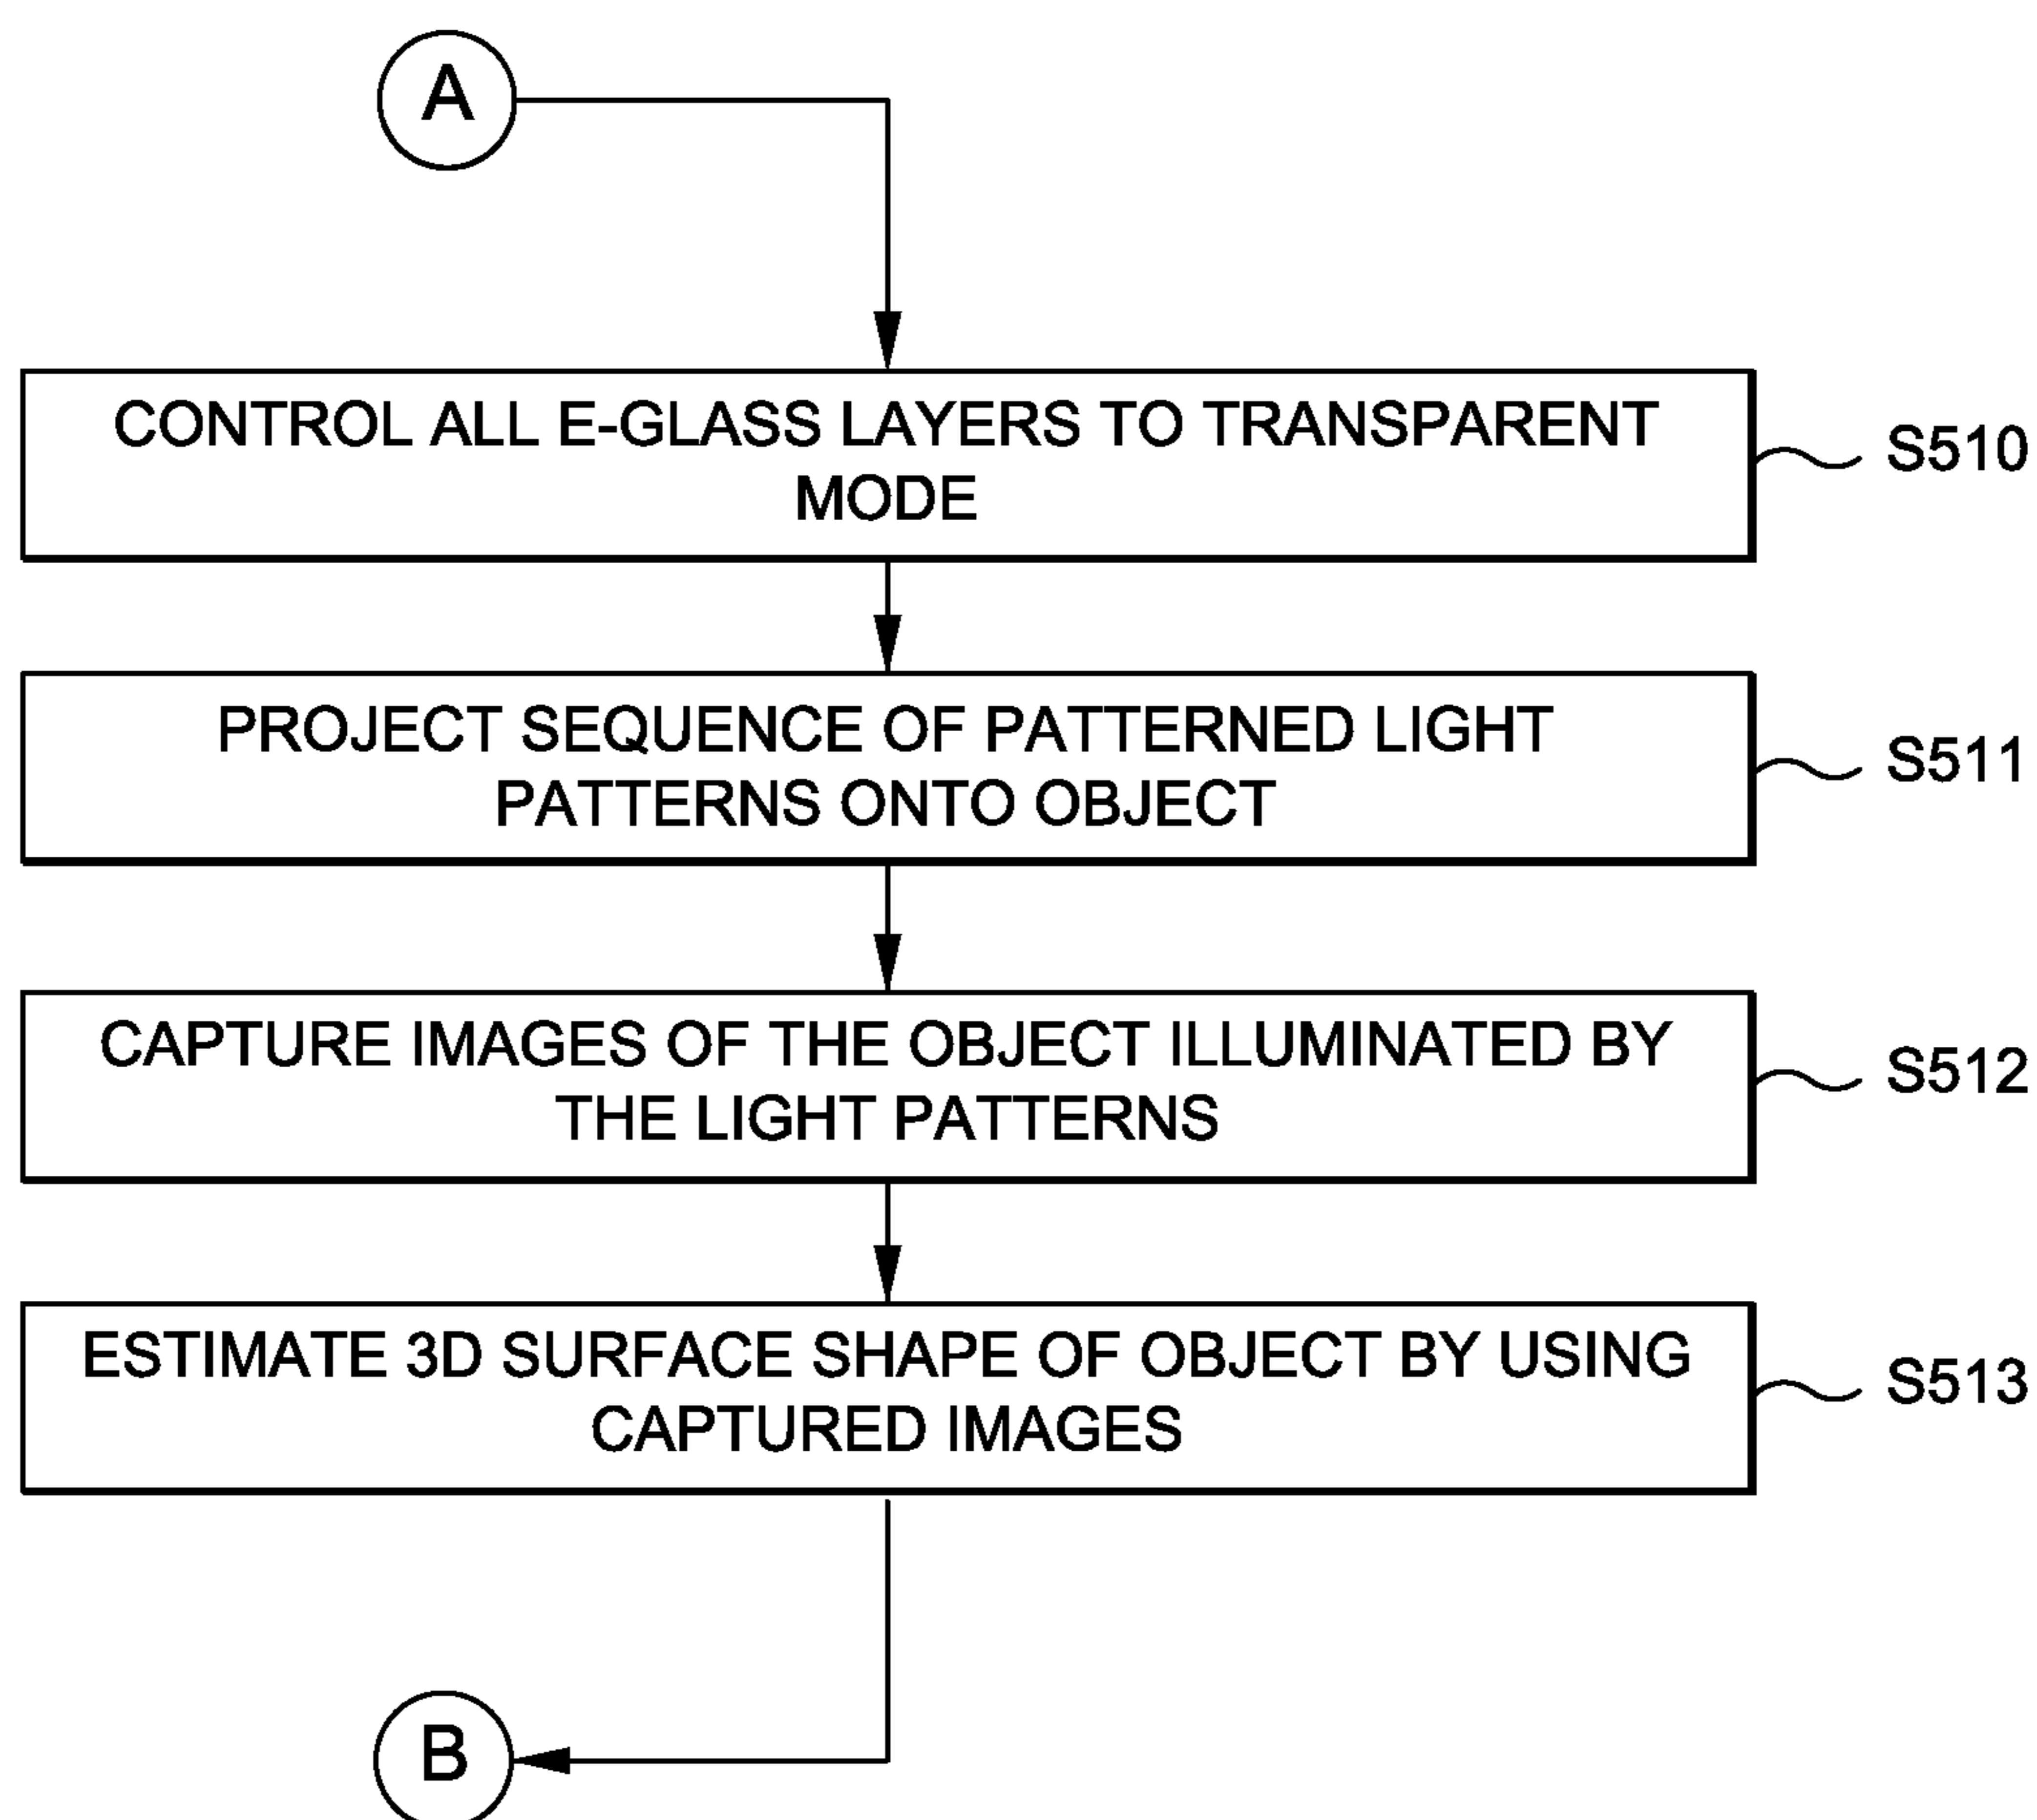 A
CONTROL ALL E-GLASS LAYERS TO TRANSPARENT
MODE
S510
PROJECT SEQUENCE OF PATTERNED LIGHT
PATTERNS ONTO OBJECT
S511
CAPTURE IMAGES OF THE OBJECT ILLUMINATED BY
THE LIGHT PATTERNS
S512
ESTIMATE 3D SURFACE SHAPE OF OBJECT BY USING
CAPTURED IMAGES
S513
B